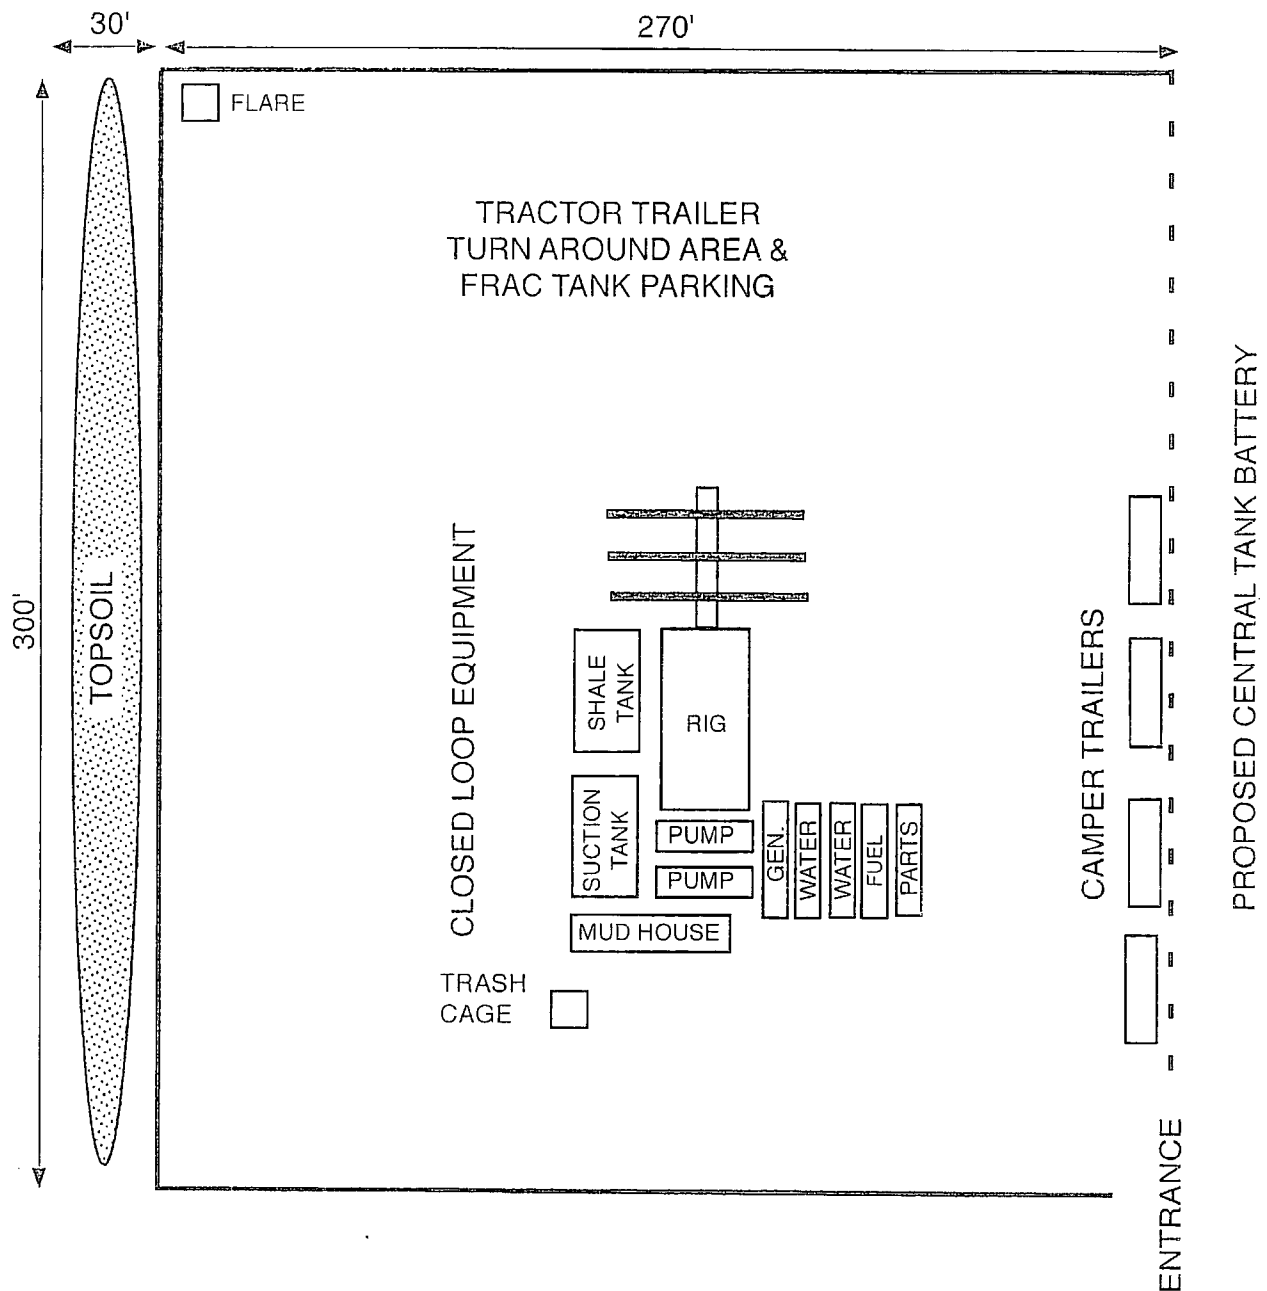 30'
270'
FLARE
TRACTOR TRAILER
TURN AROUND AREA &
FRAC TANK PARKING
300'
TOPSOIL
CLOSED LOOP EQUIPMENT
SHALE
TANK
RIG
SUCTION
TANK
PUMP
PUMP
GEN.
WATER
WATER
FUEL
PARTS
MUD HOUSE
TRASH
CAGE
CAMPER TRAILERS
PROPOSED CENTRAL TANK BATTERY
ENTRANCE